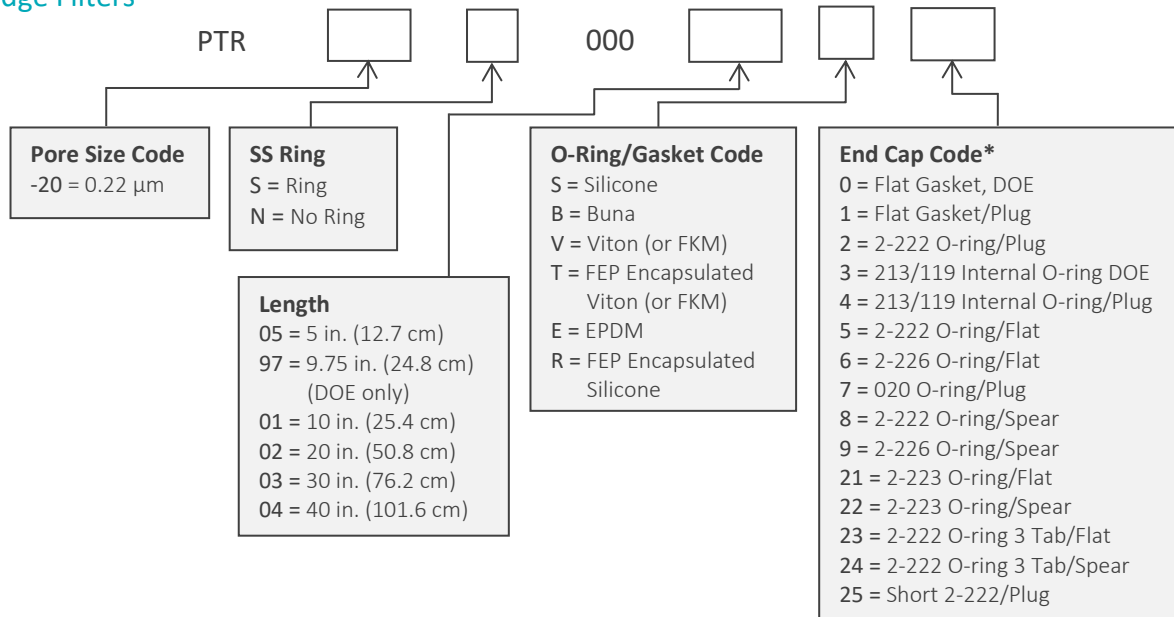 PTR 000
Pore Size Code
-20 = 0.22 µm
SS Ring
S = Ring
N = No Ring
Length
05 = 5 in. (12.7 cm)
97 = 9.75 in. (24.8 cm)
(DOE only)
01 = 10 in. (25.4 cm)
02 = 20 in. (50.8 cm)
03 = 30 in. (76.2 cm)
04 = 40 in. (101.6 cm)
O-Ring/Gasket Code
S = Silicone
B = Buna
V = Viton (or FKM)
T = FEP Encapsulated
Viton (or FKM)
E = EPDM
R = FEP Encapsulated
Silicone
End Cap Code*
0 = Flat Gasket, DOE
1 = Flat Gasket/Plug
2 = 2-222 O-ring/Plug
3 = 213/119 Internal O-ring DOE
4 = 213/119 Internal O-ring/Plug
5 = 2-222 O-ring/Flat
6 = 2-226 O-ring/Flat
7 = 020 O-ring/Plug
8 = 2-222 O-ring/Spear
9 = 2-226 O-ring/Spear
21 = 2-223 O-ring/Flat
22 = 2-223 O-ring/Spear
23 = 2-222 O-ring 3 Tab/Flat
24 = 2-222 O-ring 3 Tab/Spear
25 = Short 2-222/Plug